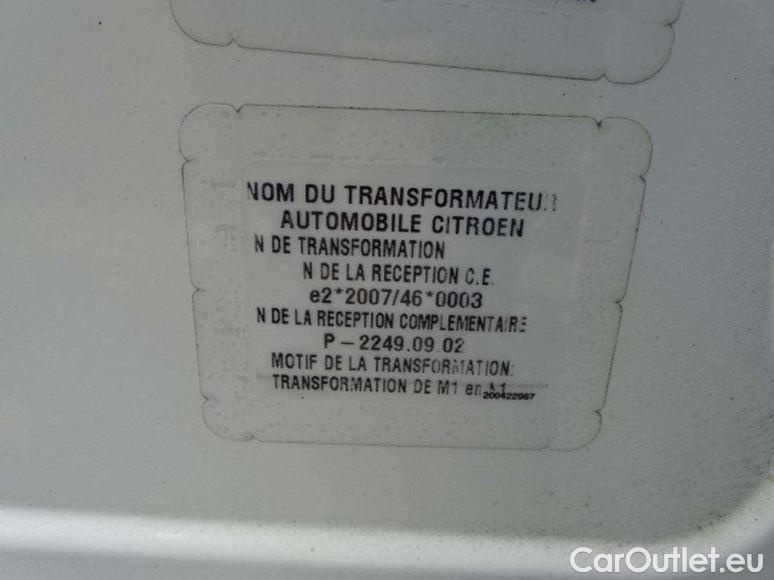 NOM DU TRANSFORMATEUR
AUTOMOBILE CITROEN
N DE TRANSFORMATION
N DE LA RECEPTION C.E.
e2*2007/46*0003
N DE LA RECEPTION COMPLEMENTAIRE
P-2249.09 02
MOTIF DE LA TRANSFORMATION:
TRANSFORMATION DE M1 en
200422967
CarOutlet.eu